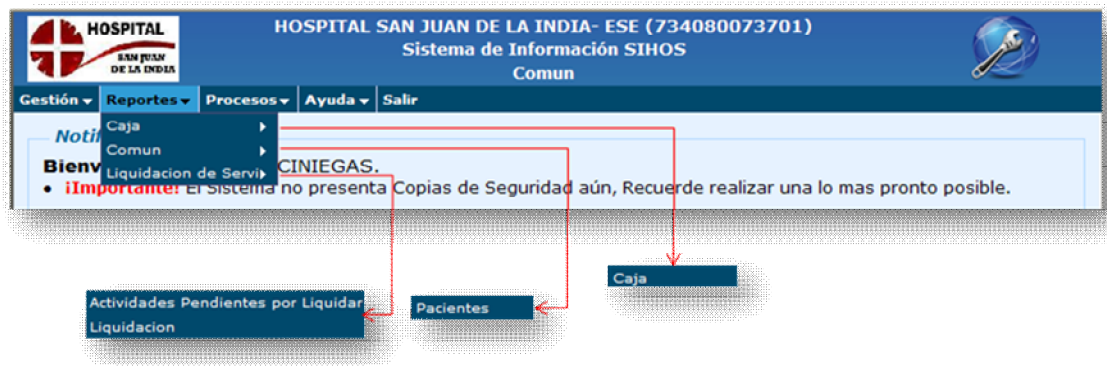 HOSPITAL
SAN JUAN
DE LA INDIA
HOSPITAL SAN JUAN DE LA INDIA- ESE (734080073701)
Sistema de Información SIHOS
Comun
Gestión Reportes Procesos Ayuda Salir
Caja
Comun
Liquidacion de Servi
Notif
Bienv CINIEGAS.
• ¡Importante! El Sistema no presenta Copias de Seguridad aún, Recuerde realizar una lo mas pronto posible.
Caja
Actividades Pendientes por Liquidar
Liquidacion
Pacientes